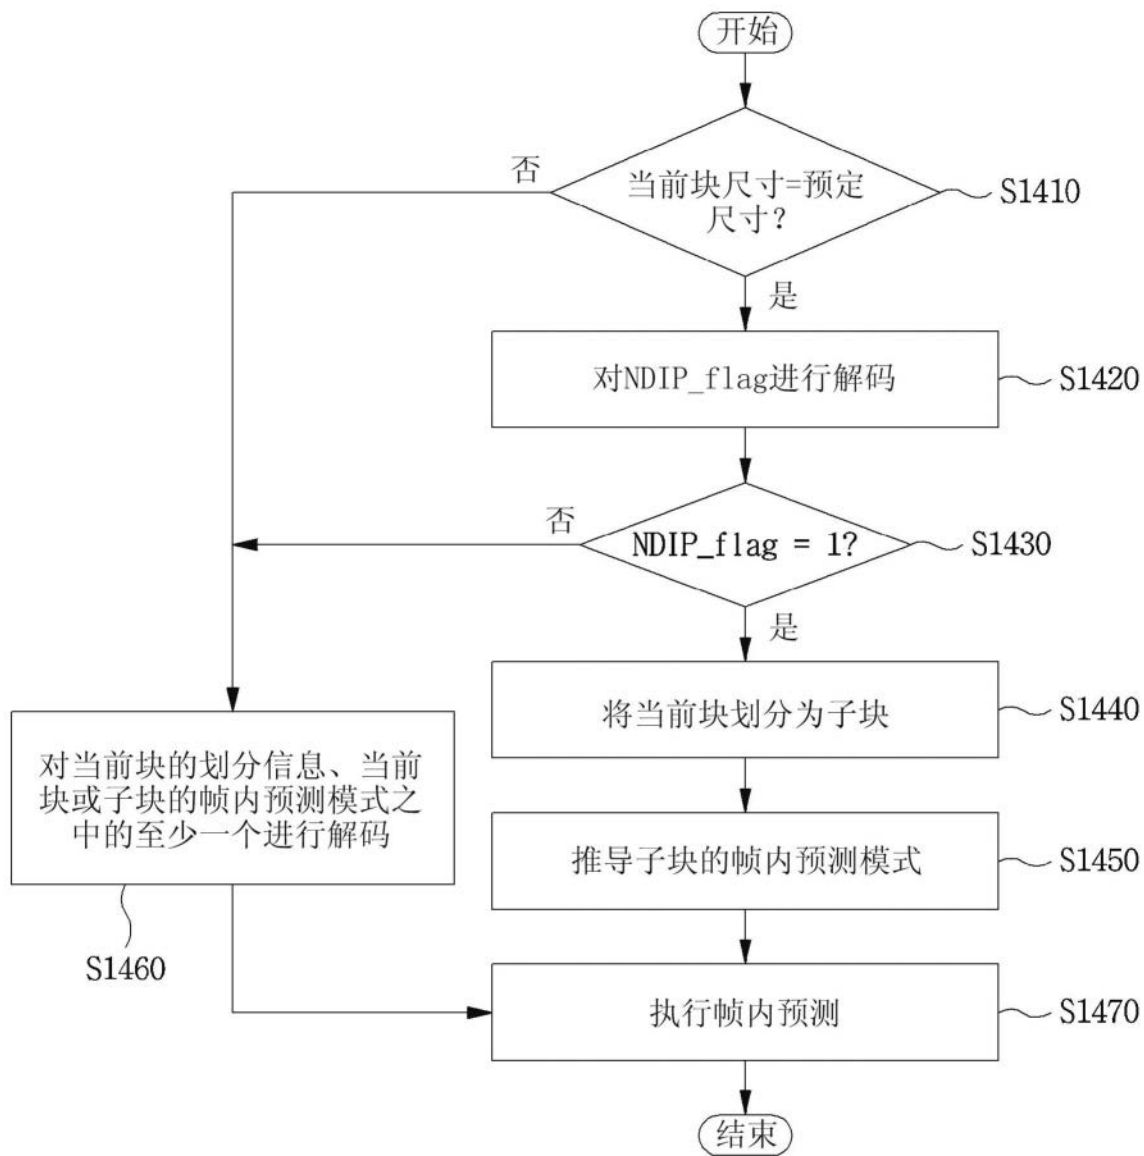 开始
否
当前块尺寸=预定
尺寸?
S1410
是
对NDIP_flag进行解码
S1420
否
NDIP_flag = 1?
S1430
是
将当前块划分为子块
S1440
对当前块的划分信息、当前
块或子块的帧内预测模式之
中的至少一个进行解码
推导子块的帧内预测模式
S1450
S1460
执行帧内预测
S1470
结束